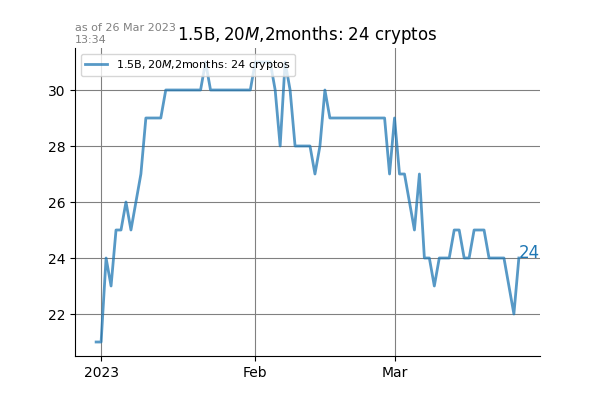 as of 26 Mar 2023
13:34
1.5B, 20M,2months: 24 cryptos
1.5B, 20M,2months: 24 cryptos
30
28
26
24
22
24
2023
Feb
Mar